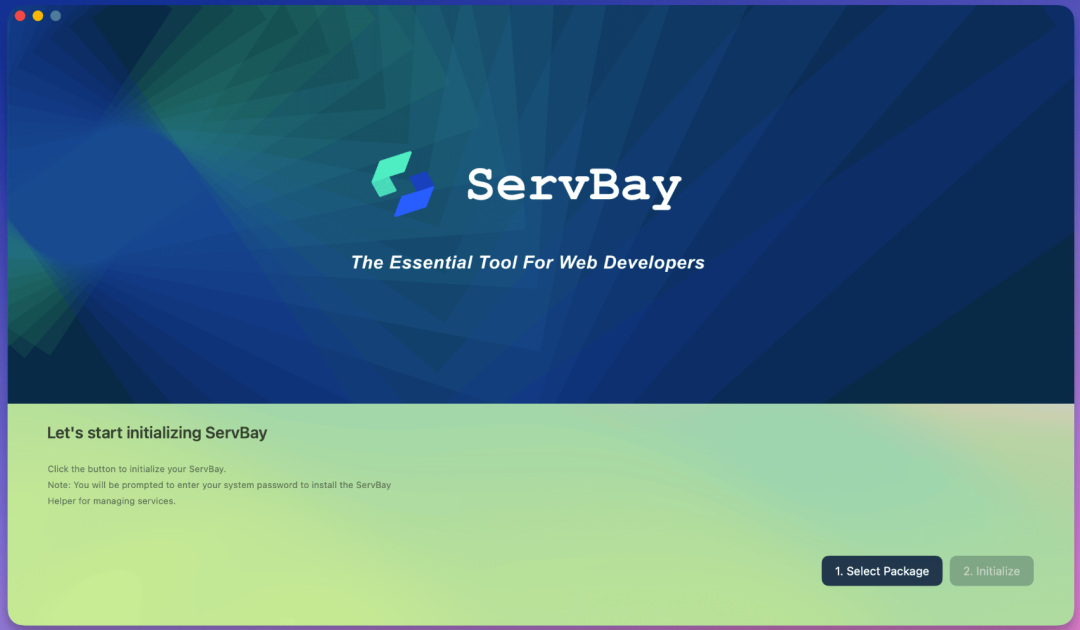 ServBay
The Essential Tool For Web Developers
Let's start initializing ServBay
Click the button to initialize your ServBay.
Note: You will be prompted to enter your system password to install the ServBay
Helper for managing services.
1. Select Package
2. Initialize